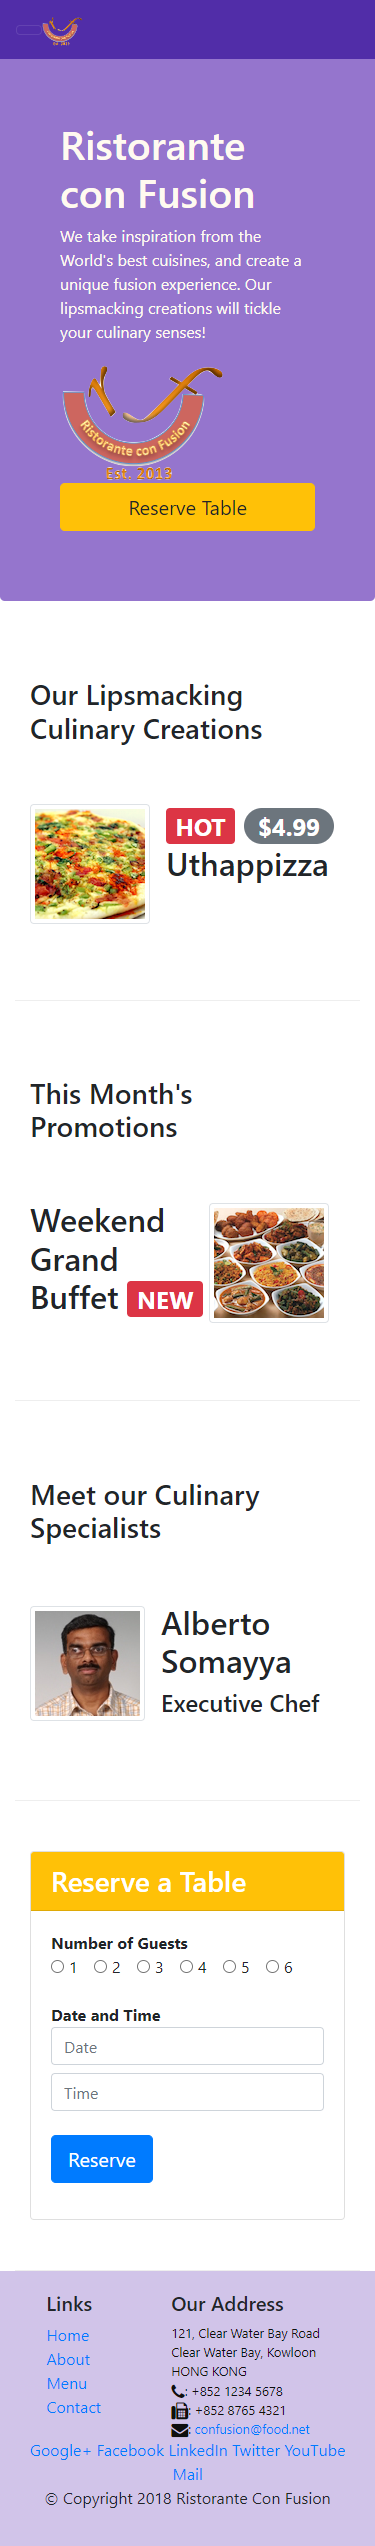 Ristorante
con Fusion
We take inspiration from the
World's best cuisines, and create a
unique fusion experience. Our
lipsmacking creations will tickle
your culinary senses!
Ristorante con Fusion
Est. 2013
Reserve Table
Our Lipsmacking
Culinary Creations
HOT $4.99
Uthappizza
This Month's
Promotions
Weekend
Grand
Buffet NEW
Meet our Culinary
Specialists
Alberto
Somayya
Executive Chef
Reserve a Table
Number of Guests
1 2 3 4 5 6
Date and Time
Date
Time
Reserve
Links
Home
About
Menu
Contact
Our Address
121, Clear Water Bay Road
Clear Water Bay, Kowloon
HONG KONG
: +852 1234 5678
: +852 8765 4321
: confusion@food.net
Google+ Facebook LinkedIn Twitter YouTube
Mail
© Copyright 2018 Ristorante Con Fusion